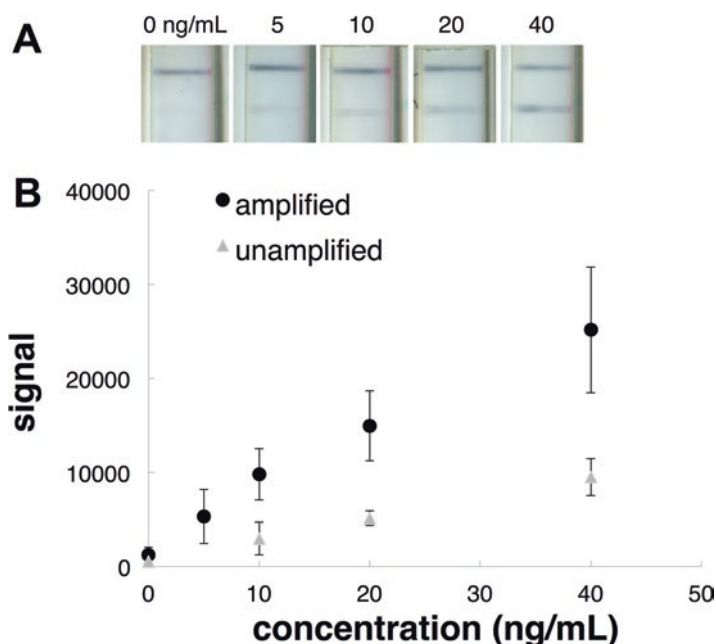 A
0 ng/mL 5 10 20 40
B
40000
amplified
unamplified
30000
20000
10000
0
signal
0 10 20 30 40 50
concentration (ng/mL)